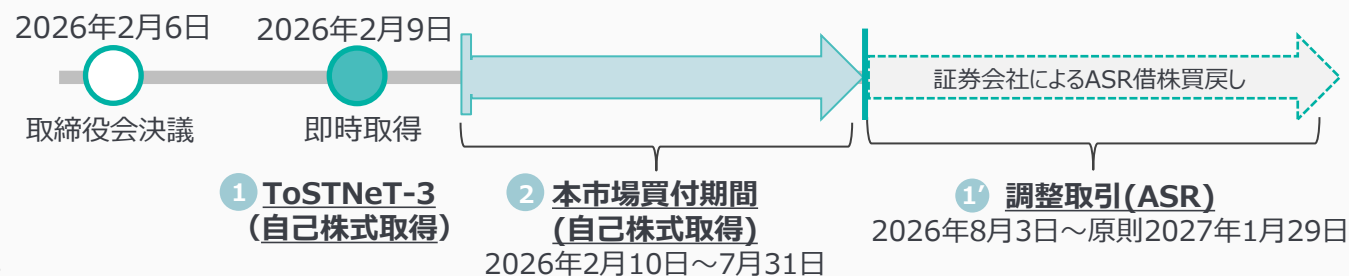 2026年2月6日
2026年2月9日
証券会社によるASR借株買戻し
取締役会決議
即時取得
1 ToSTNeT-3
（自己株式取得）
2 本市場買付期間
(自己株式取得)
2026年2月10日～7月31日
1’ 調整取引(ASR)
2026年8月3日～原則2027年1月29日